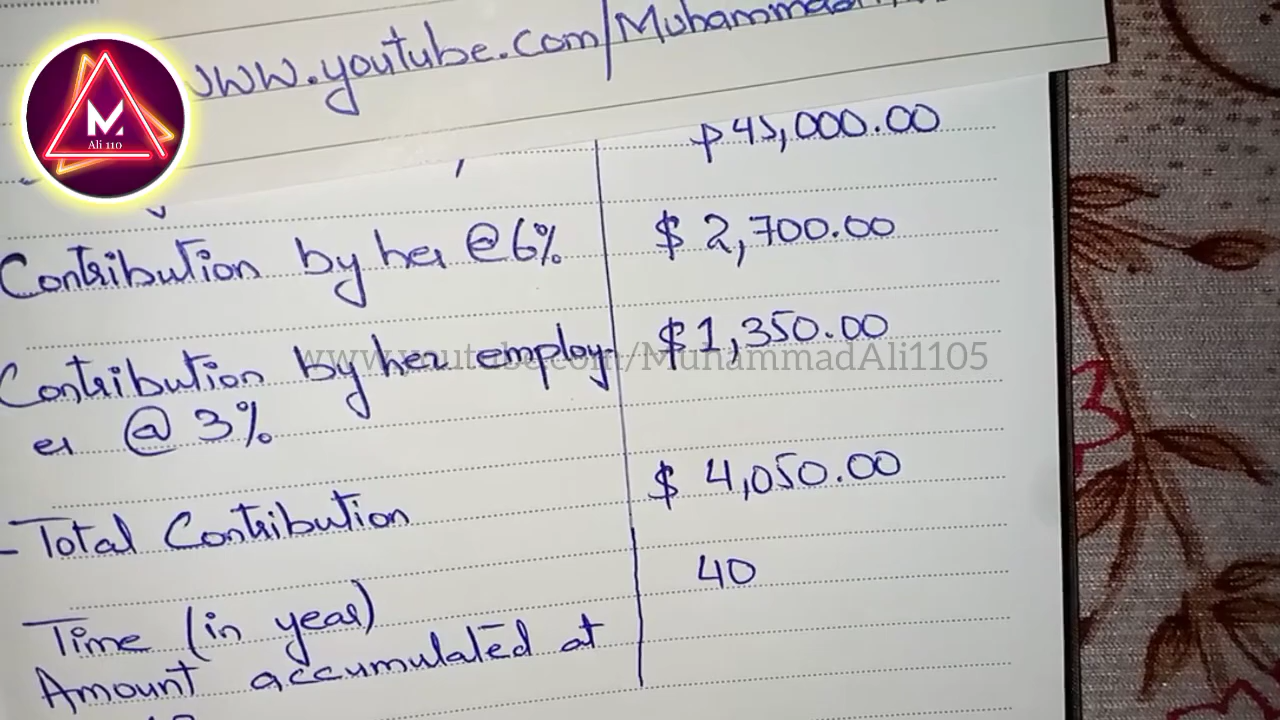 www.youtube.com/Muhammad
M
Ali 110
$45,000.00
Contribution by her @6% $ 2,700.00
Contribution by her employ- $1,350.00
www.youtube.com/MuhammadAli1105
er @ 3%
- Total Contribution $ 4,050.00
Time (in year) 40
Amount accumulated at